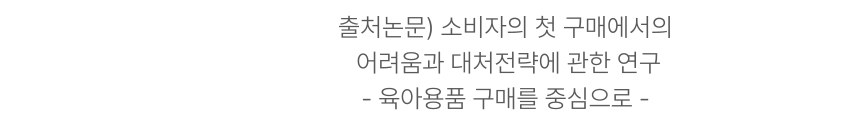 출처논문) 소비자의 첫 구매에서의
어려움과 대처전략에 관한 연구
- 육아용품 구매를 중심으로 -